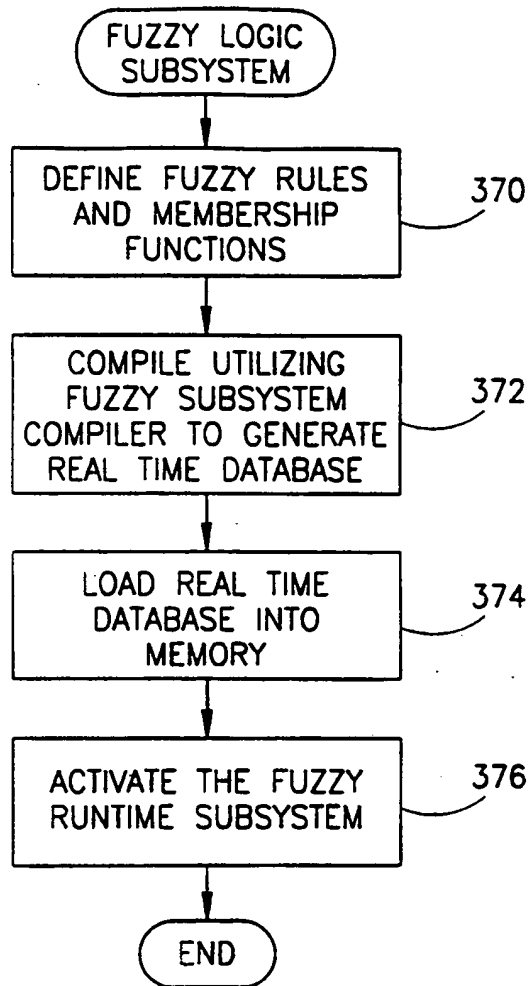 FUZZY LOGIC
SUBSYSTEM
DEFINE FUZZY RULES
AND MEMBERSHIP
FUNCTIONS
370
COMPILE UTILIZING
FUZZY SUBSYSTEM
COMPILER TO GENERATE
REAL TIME DATABASE
372
LOAD REAL TIME
DATABASE INTO
MEMORY
374
ACTIVATE THE FUZZY
RUNTIME SUBSYSTEM
376
END